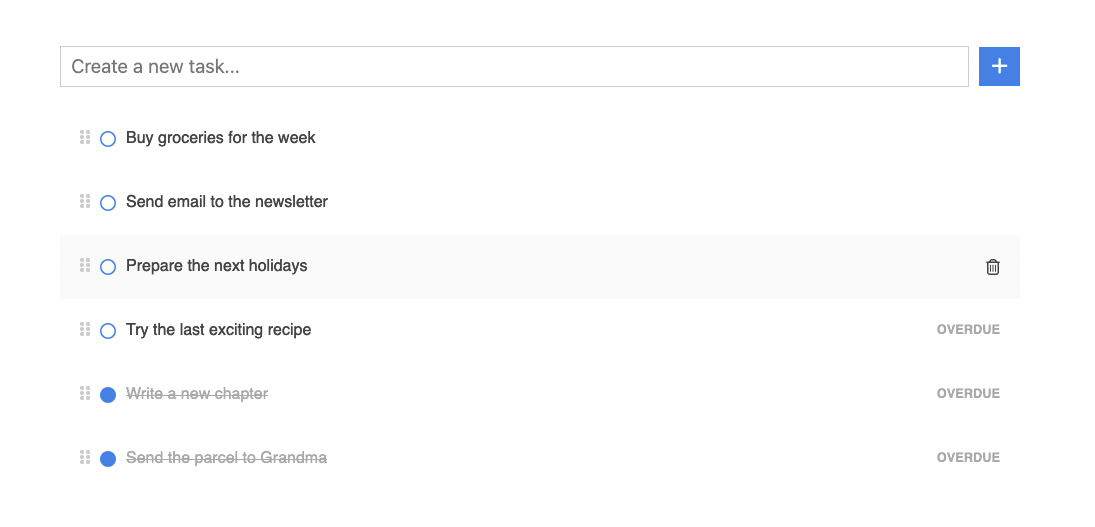 Create a new task...
Buy groceries for the week
Send email to the newsletter
Prepare the next holidays
Try the last exciting recipe OVERDUE
Write a new chapter OVERDUE
Send the parcel to Grandma OVERDUE